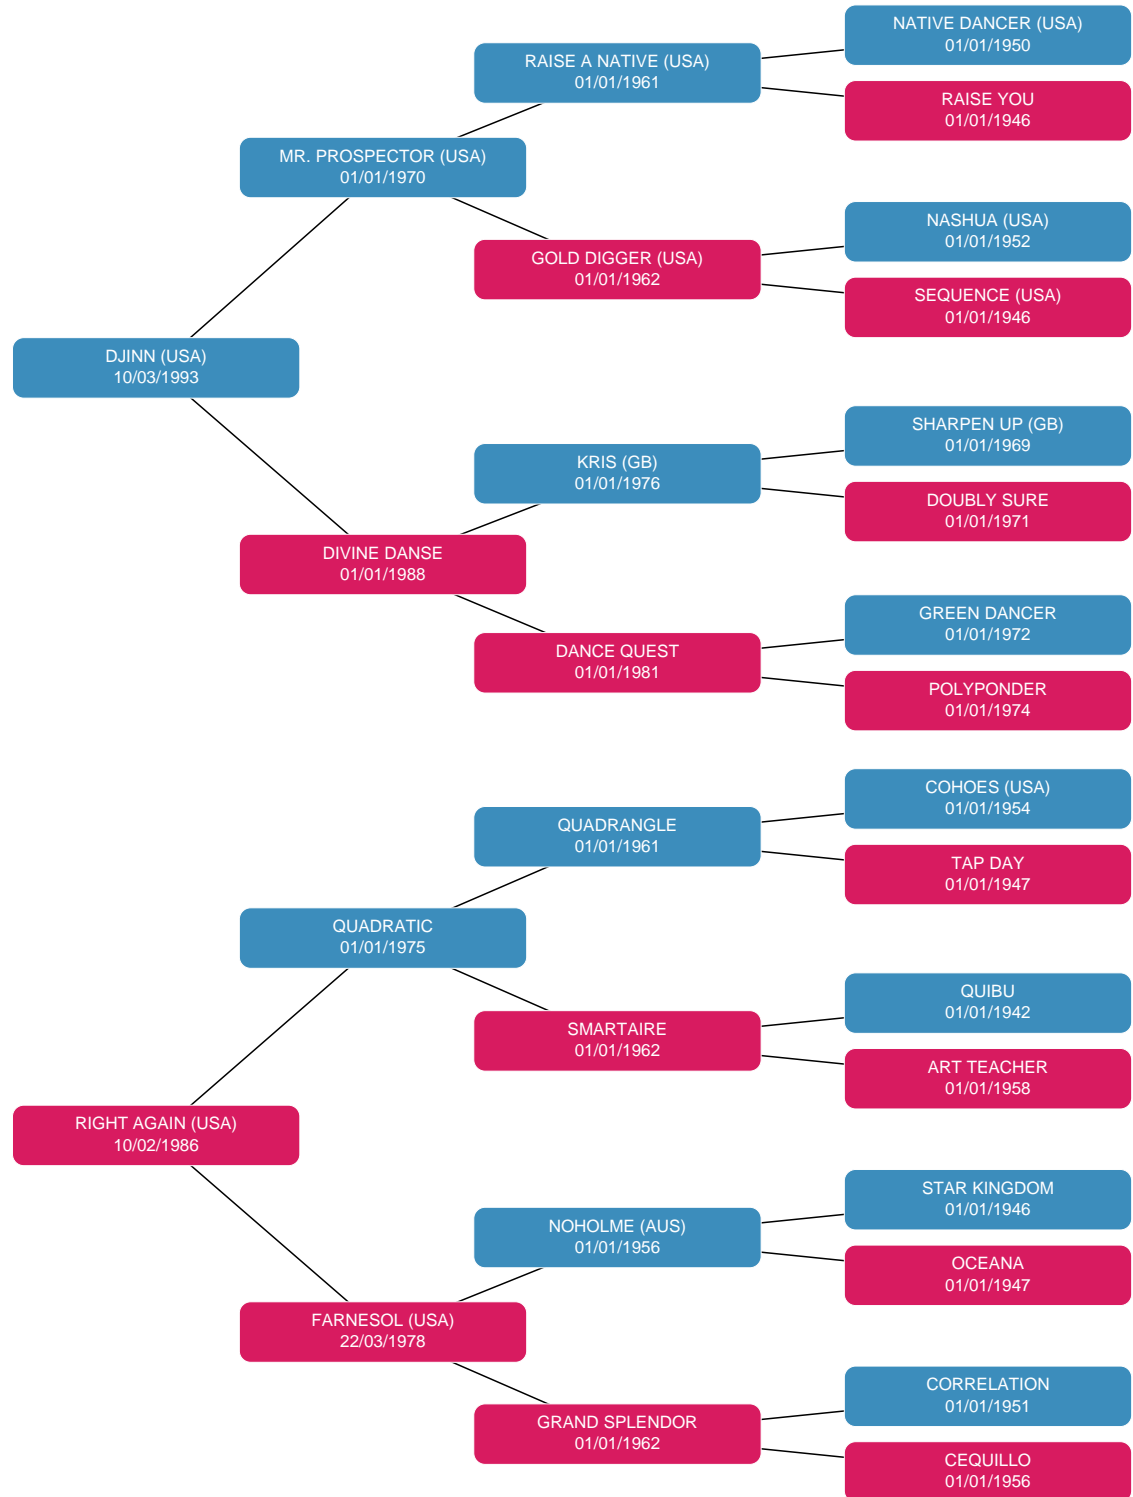 NATIVE DANCER (USA)
01/01/1950
RAISE A NATIVE (USA)
01/01/1961
RAISE YOU
01/01/1946
MR. PROSPECTOR (USA)
01/01/1970
NASHUA (USA)
01/01/1952
GOLD DIGGER (USA)
01/01/1962
SEQUENCE (USA)
01/01/1946
DJINN (USA)
10/03/1993
SHARPEN UP (GB)
01/01/1969
KRIS (GB)
01/01/1976
DOUBLY SURE
01/01/1971
DIVINE DANSE
01/01/1988
GREEN DANCER
01/01/1972
DANCE QUEST
01/01/1981
POLYPONDER
01/01/1974
COHOES (USA)
01/01/1954
QUADRANGLE
01/01/1961
TAP DAY
01/01/1947
QUADRATIC
01/01/1975
QUIBU
01/01/1942
SMARTAIRE
01/01/1962
ART TEACHER
01/01/1958
RIGHT AGAIN (USA)
10/02/1986
STAR KINGDOM
01/01/1946
NOHOLME (AUS)
01/01/1956
OCEANA
01/01/1947
FARNESOL (USA)
22/03/1978
CORRELATION
01/01/1951
GRAND SPLENDOR
01/01/1962
CEQUILLO
01/01/1956